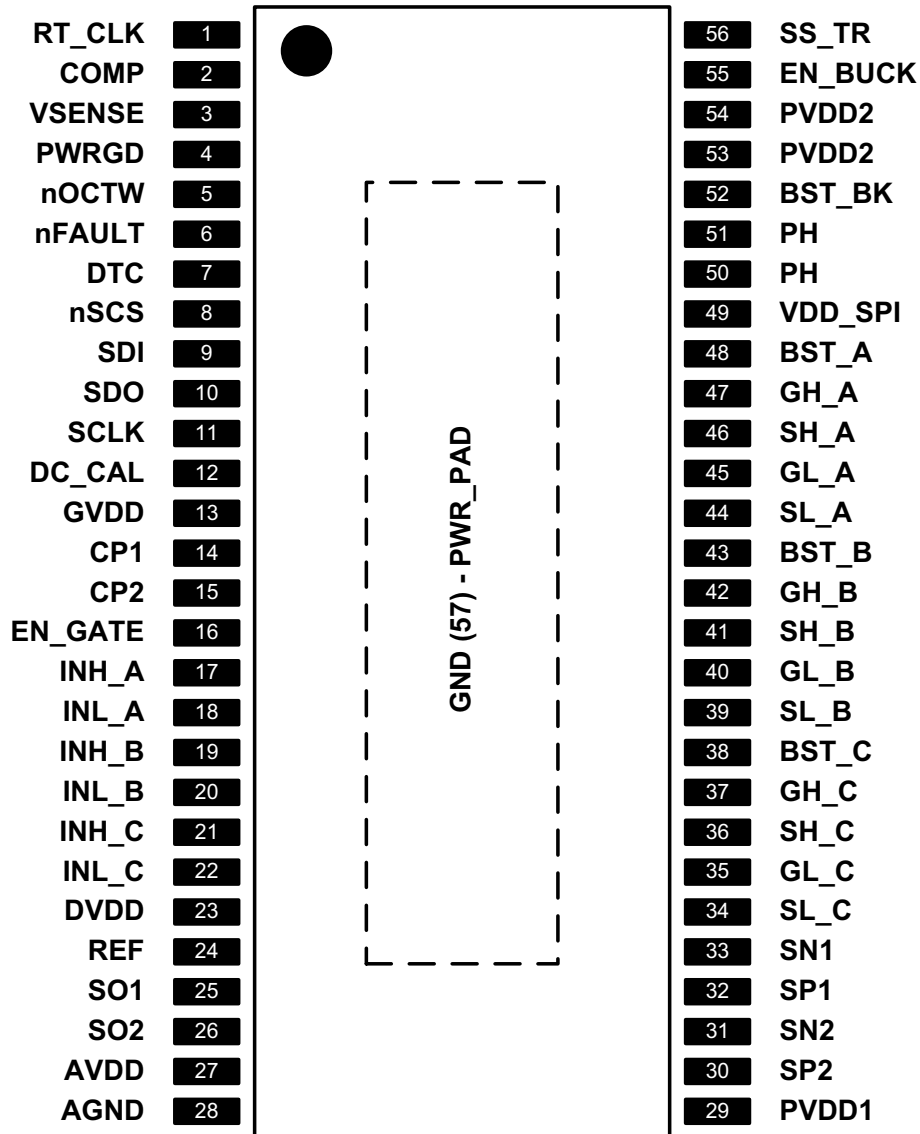 RT_CLK 1 56 SS_TR
COMP 2 55 EN_BUCK
VSENSE 3 54 PVDD2
PWRGD 4 53 PVDD2
nOCTW 5 52 BST_BK
nFAULT 6 51 PH
DTC 7 50 PH
nSCS 8 49 VDD_SPI
SDI 9 48 BST_A
SDO 10 47 GH_A
SCLK 11 46 SH_A
DC_CAL 12 45 GL_A
GVDD 13 44 SL_A
CP1 14 43 BST_B
CP2 15 42 GH_B
EN_GATE 16 41 SH_B
INH_A 17 40 GL_B
INL_A 18 39 SL_B
INH_B 19 38 BST_C
INL_B 20 37 GH_C
INH_C 21 36 SH_C
INL_C 22 35 GL_C
DVDD 23 34 SL_C
REF 24 33 SN1
SO1 25 32 SP1
SO2 26 31 SN2
AVDD 27 30 SP2
AGND 28 29 PVDD1
GND (57) - PWR_PAD